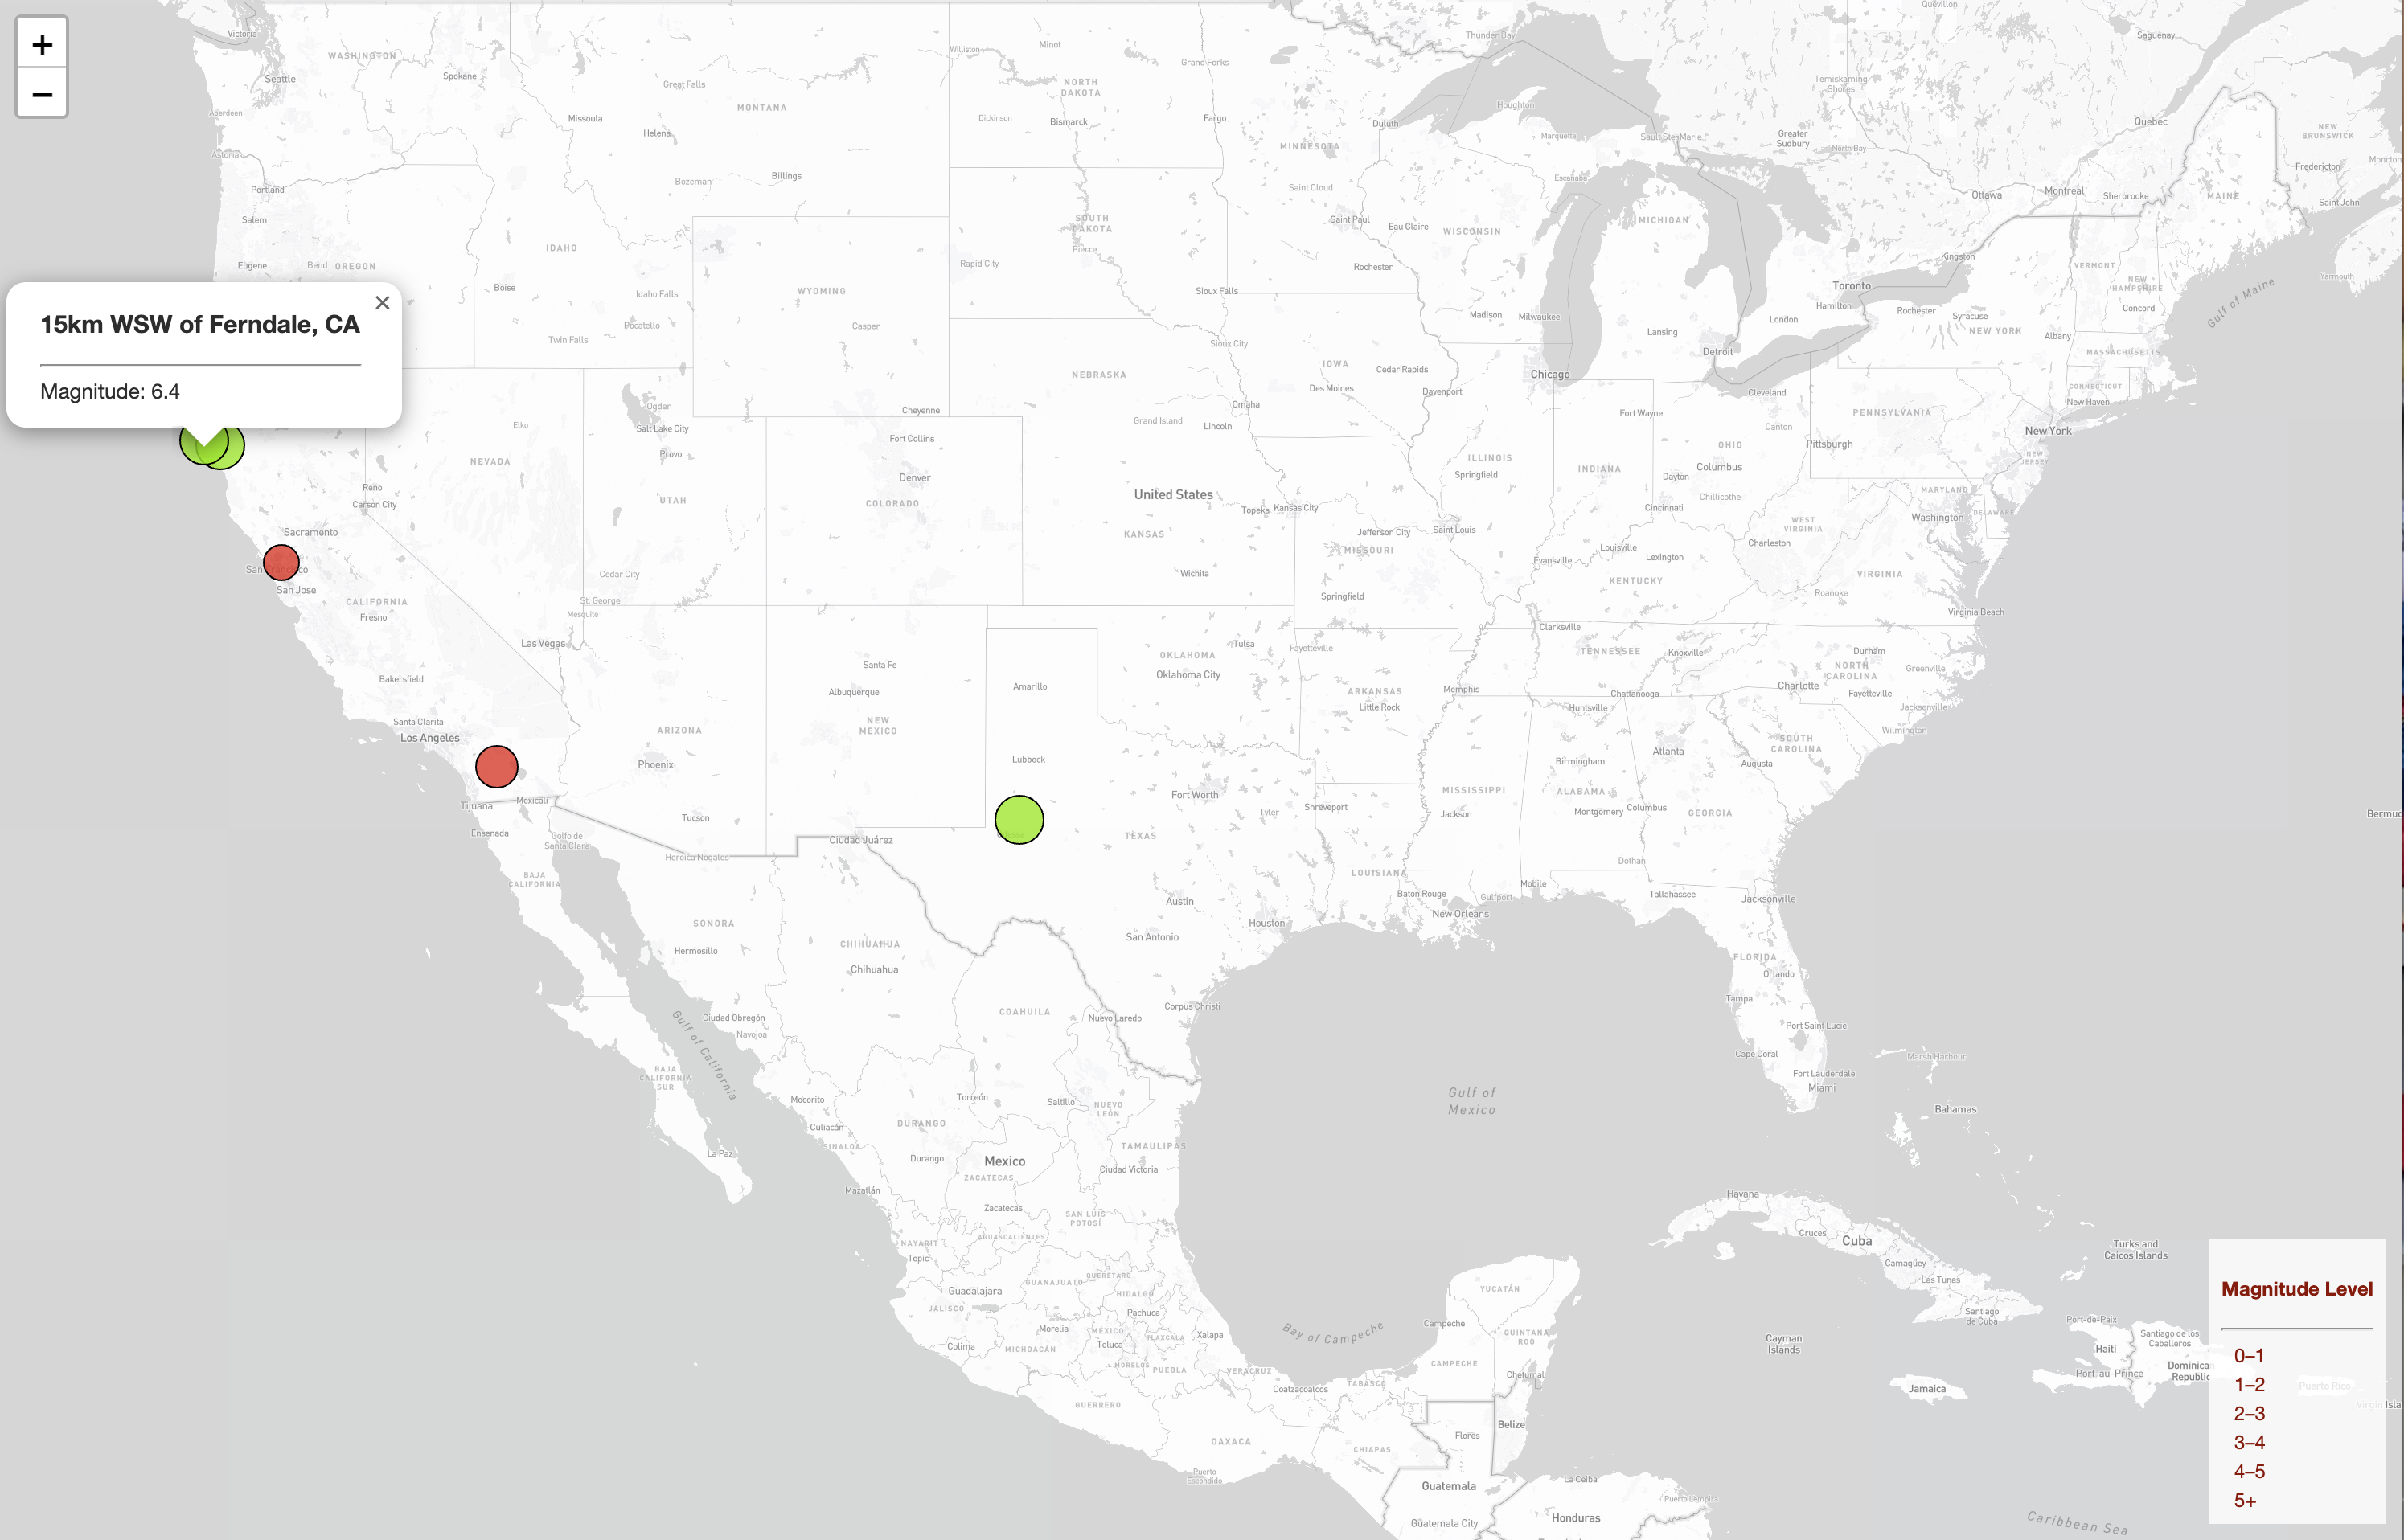 +
−
15km WSW of Ferndale, CA
×
Magnitude: 6.4
Victoria
WASHINGTON
Seattle
Spokane
Aberdeen
Astoria
Portland
Salem
Eugene
Bend
OREGON
Great Falls
MONTANA
Missoula
Helena
Bozeman
Billings
IDAHO
Boise
Idaho Falls
Pocatello
Twin Falls
WYOMING
Casper
Cheyenne
Williston
Minot
NORTH
DAKOTA
Grand Forks
Dickinson
Bismarck
Fargo
SOUTH
DAKOTA
Pierre
Rapid City
Sioux Falls
Thunder Bay
Duluth
MINNESOTA
Saint Cloud
Saint Paul
Eau Claire
WISCONSIN
Rochester
Madison
Milwaukee
Houghton
Marquette
Sault Ste-Marie
Escanaba
MICHIGAN
Lansing
Detroit
Greater
Sudbury
North Bay
Temiskaming
Shores
Quévillon
Saguenay
Quebec
Ottawa
Montreal
Sherbrooke
MAINE
NEW
BRUNSWICK
Fredericton
Moncton
Saint John
Yarmouth
Gulf of Maine
Kingston
Toronto
Hamilton
London
Rochester
Syracuse
NEW YORK
Albany
VERMONT
NEW
HAMPSHIRE
Concord
MASSACHUSETTS
CONNECTICUT
New Haven
New York
NEW
JERSEY
PENNSYLVANIA
Pittsburgh
Cleveland
Canton
OHIO
Columbus
Dayton
Chillicothe
Cincinnati
Fort Wayne
INDIANA
Chicago
ILLINOIS
Springfield
IOWA
Cedar Rapids
Des Moines
Davenport
Sioux City
NEBRASKA
Omaha
Grand Island
Lincoln
United States
Topeka
Kansas City
KANSAS
Wichita
Jefferson City
Saint Louis
MISSOURI
Springfield
Evansville
Louisville
Lexington
KENTUCKY
WEST
VIRGINIA
Charleston
MARYLAND
Washington
DELAWARE
VIRGINIA
Roanoke
Virginia Beach
Elko
NEVADA
Reno
Carson City
Ogden
Salt Lake City
Provo
UTAH
Cedar City
St. George
Mesquite
Las Vegas
Fort Collins
Denver
COLORADO
Sacramento
San Jose
CALIFORNIA
Fresno
Bakersfield
Santa Clarita
Los Angeles
Tijuana
Mexicali
Ensenada
Golfo de
Santa Clara
ARIZONA
Phoenix
Tucson
Heroica Nogales
Santa Fe
Albuquerque
NEW
MEXICO
Ciudad Juárez
Amarillo
Lubbock
OKLAHOMA
Tulsa
Oklahoma City
Fayetteville
ARKANSAS
Little Rock
Fort Worth
Tyler
TEXAS
Austin
Houston
San Antonio
Corpus Christi
Shreveport
LOUISIANA
Baton Rouge
New Orleans
MISSISSIPPI
Jackson
Gulfport
Mobile
Memphis
Clarksville
TENNESSEE
Knoxville
Chattanooga
Huntsville
Birmingham
ALABAMA
Montgomery
Columbus
Dothan
Atlanta
GEORGIA
Augusta
Durham
NORTH
CAROLINA
Greenville
Charlotte
Fayetteville
Jacksonville
Wilmington
SOUTH
CAROLINA
Tallahassee
Jacksonville
FLORIDA
Orlando
Tampa
Port Saint Lucie
Cape Coral
Fort Lauderdale
Miami
Bermud
BAJA
CALIFORNIA
SONORA
Hermosillo
CHIHUAHUA
Chihuahua
Ciudad Obregón
Navojoa
Gulf of California
BAJA
CALIFORNIA
SUR
La Paz
COAHUILA
Nuevo Laredo
Mocorito
Culiacán
SINALOA
Torreón
Saltillo
NUEVO
LEÓN
DURANGO
Durango
TAMAULIPAS
Ciudad Victoria
Mexico
ZACATECAS
Zacatecas
Mazatlán
SAN LUIS
POTOSÍ
NAYARIT
Tepic
AGUASCALIENTES
GUANAJUATO
QUERÉTARO
HIDALGO
Guadalajara
JALISCO
Pachuca
Morelia
MÉXICO
Toluca
TLAXCALA
Xalapa
Colima
MICHOACÁN
MORELOS
PUEBLA
VERACRUZ
GUERRERO
OAXACA
Puerto
Escondido
Coatzacoalcos
TABASCO
CHIAPAS
Bay of Campeche
Campeche
CAMPECHE
YUCATÁN
QUINTANA
ROO
Chetumal
Belize
Flores
Guatemala
Guatemala City
La Ceiba
Puerto Lempira
Honduras
Gulf of
Mexico
Marsh Harbour
Bahamas
Havana
Cruces
Cuba
Camagüey
Las Tunas
Santiago
de Cuba
Turks and
Caicos Islands
Cayman
Islands
Jamaica
Port-de-Paix
Haiti
Port-au-Prince
Santiago de los
Caballeros
Dominican
Republic
Puerto Rico
Virgin Isla
Caribbean Sea
Magnitude Level
0–1
1–2
2–3
3–4
4–5
5+